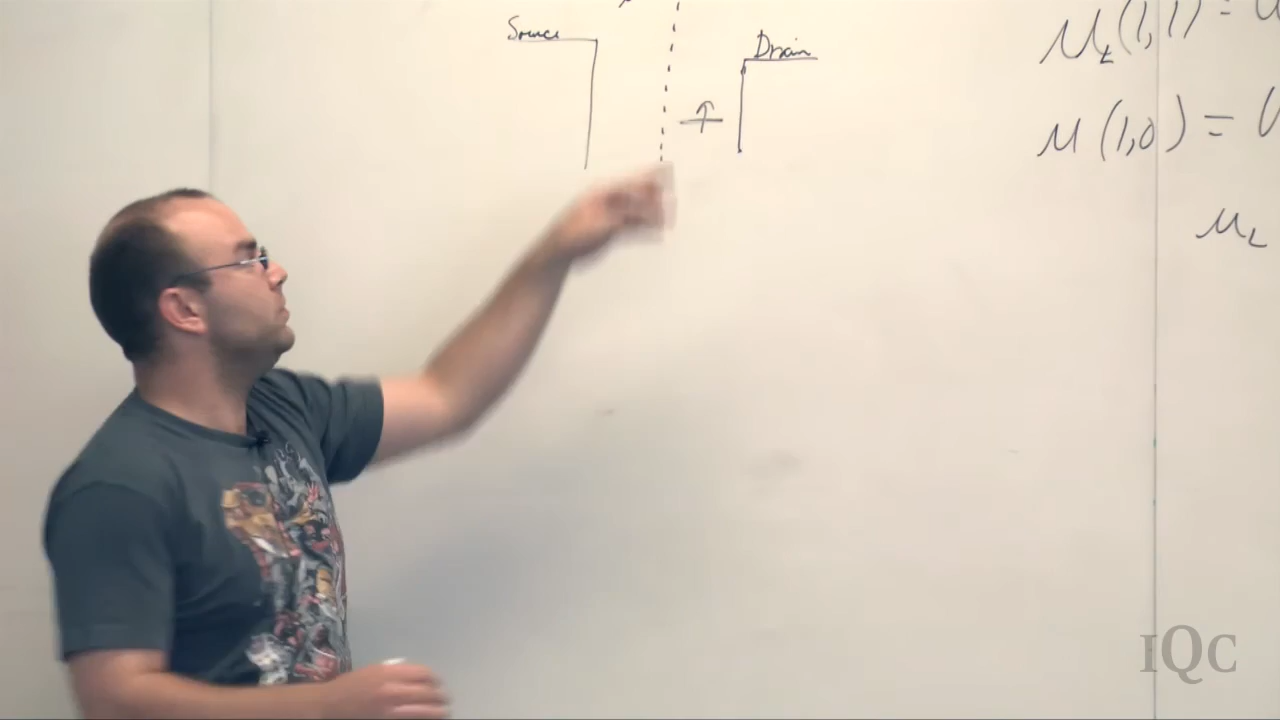 Source
Drain
μ_L(1,1) =
μ(1,0) =
μ_L
IQC